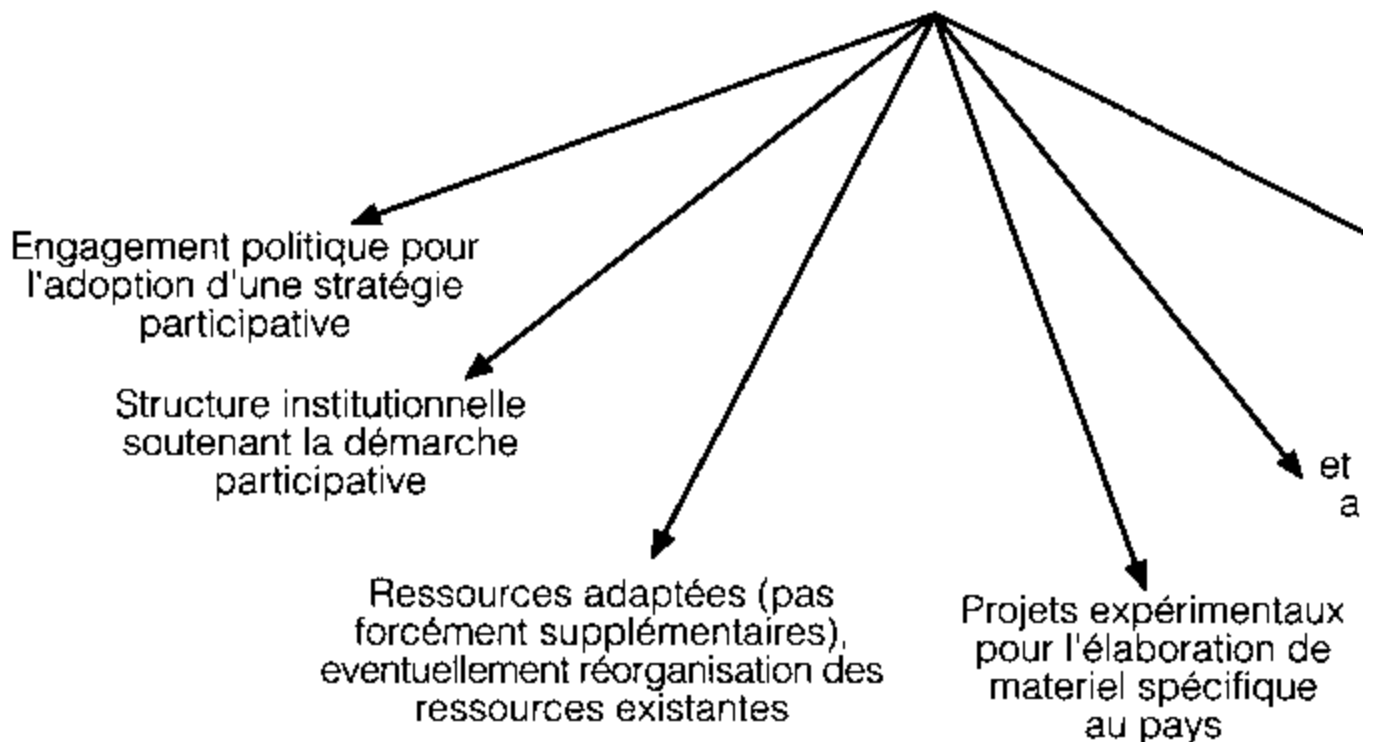 Engagement politique pour
l'adoption d'une stratégie
participative
Structure institutionnelle
soutenant la démarche
participative
et
a
Ressources adaptées (pas
forcément supplémentaires),
eventuellement réorganisation des
ressources existantes
Projets expérimentaux
pour l'élaboration de
materiel spécifique
au pays